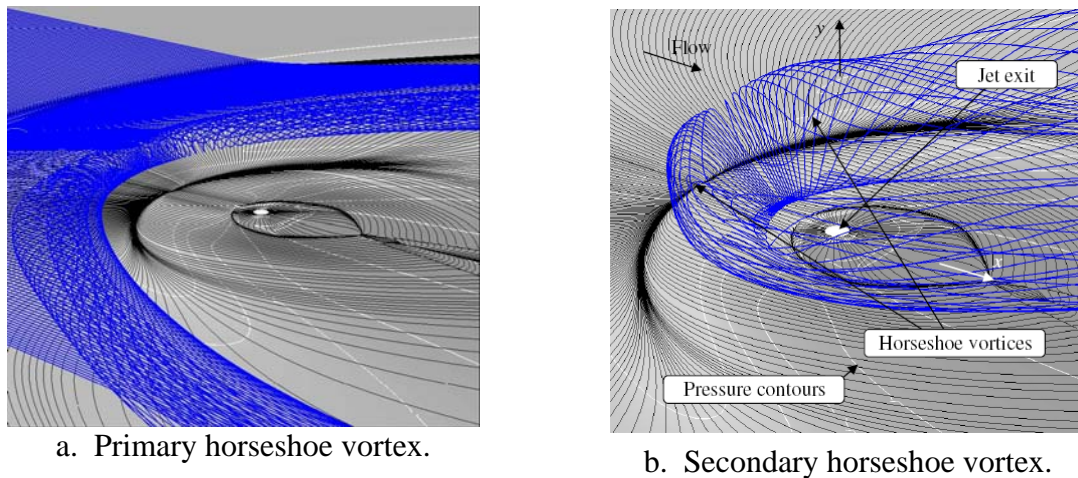 a. Primary horseshoe vortex.
y
Flow
Jet exit
x
Horseshoe vortices
Pressure contours
b. Secondary horseshoe vortex.